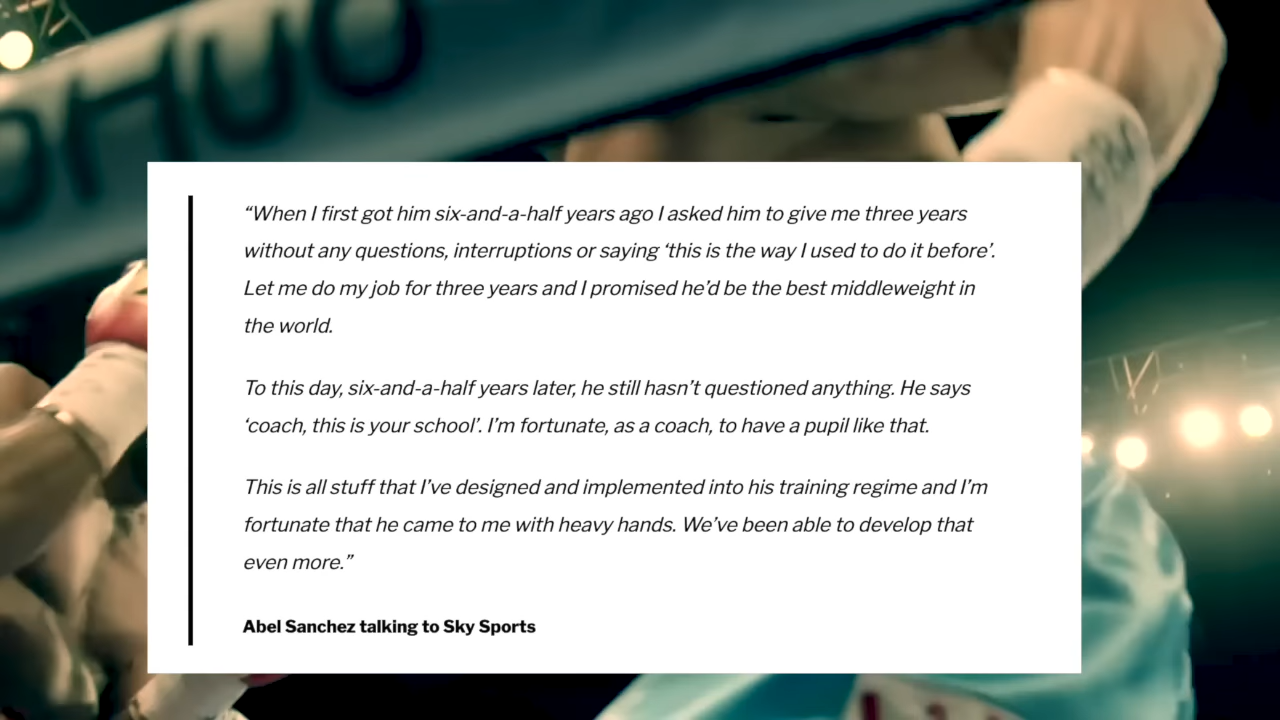 “When I first got him six-and-a-half years ago I asked him to give me three years
without any questions, interruptions or saying ‘this is the way I used to do it before’.
Let me do my job for three years and I promised he’d be the best middleweight in
the world.
To this day, six-and-a-half years later, he still hasn’t questioned anything. He says
‘coach, this is your school’. I’m fortunate, as a coach, to have a pupil like that.
This is all stuff that I’ve designed and implemented into his training regime and I’m
fortunate that he came to me with heavy hands. We’ve been able to develop that
even more.”
Abel Sanchez talking to Sky Sports